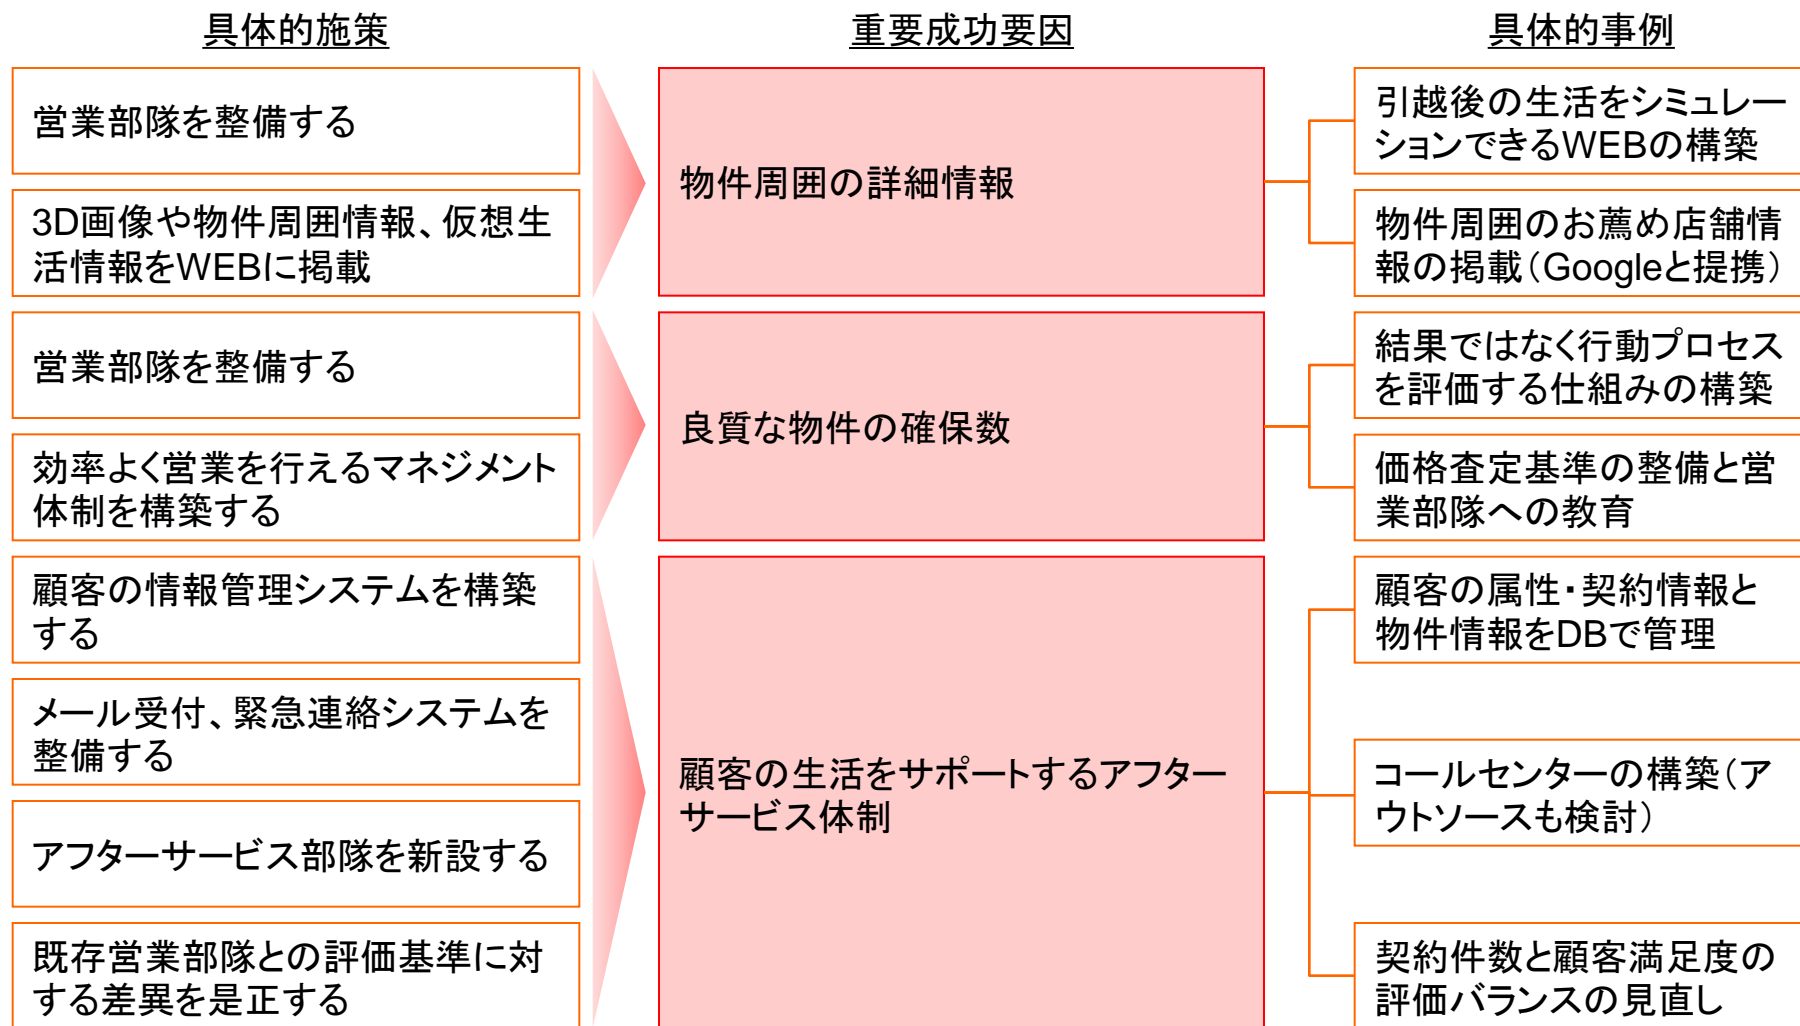 具体的施策
重要成功要因
具体的事例
営業部隊を整備する
3D画像や物件周囲情報、仮想生
活情報をWEBに掲載
物件周囲の詳細情報
引越後の生活をシミュレー
ションできるWEBの構築
物件周囲のお薦め店舗情
報の掲載（Googleと提携）
営業部隊を整備する
効率よく営業を行えるマネジメント
体制を構築する
良質な物件の確保数
結果ではなく行動プロセス
を評価する仕組みの構築
価格査定基準の整備と営
業部隊への教育
顧客の情報管理システムを構築
する
メール受付、緊急連絡システムを
整備する
アフターサービス部隊を新設する
既存営業部隊との評価基準に対
する差異を是正する
顧客の生活をサポートするアフター
サービス体制
顧客の属性・契約情報と
物件情報をDBで管理
コールセンターの構築（ア
ウトソースも検討）
契約件数と顧客満足度の
評価バランスの見直し